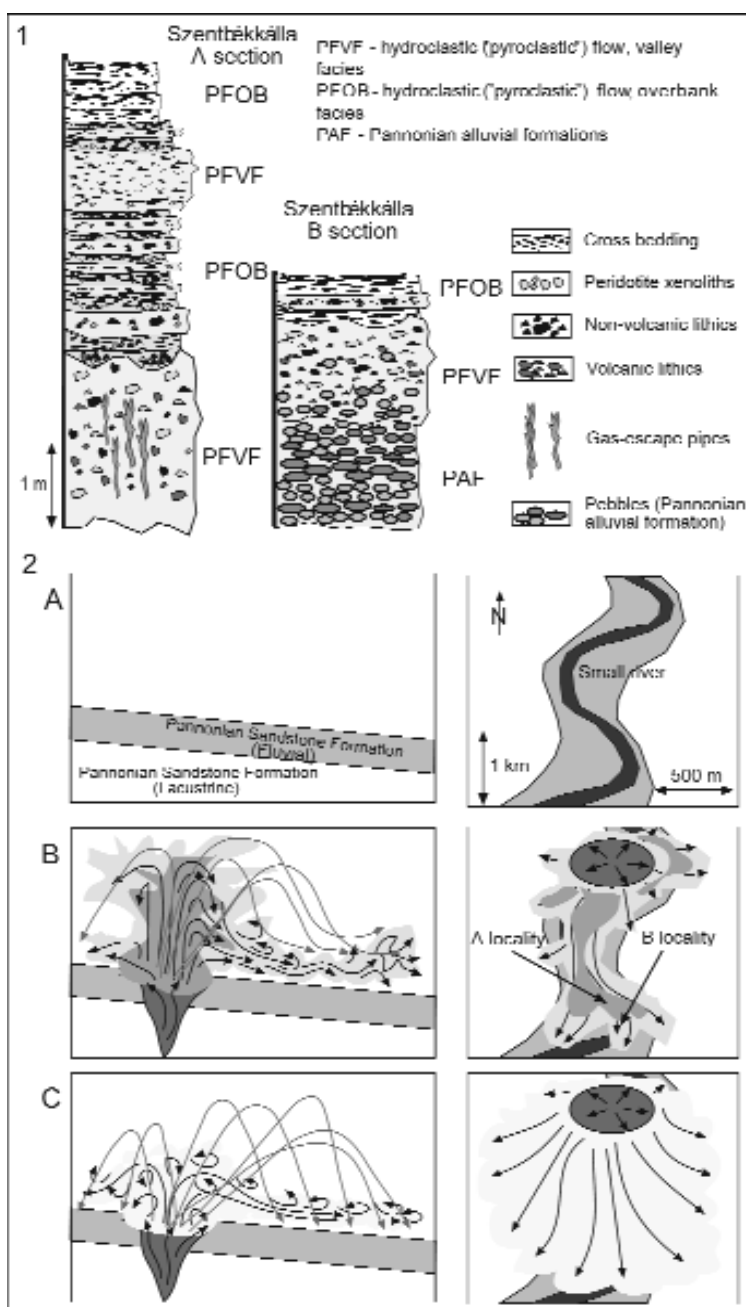 1
Szentbékkálla
A section
PFVF - hydroclastic ("pyroclastic") flow, valley
facies
PFOB - hydroclastic ("pyroclastic") flow, overbank
facies
PAF - Pannonian alluvial formations
PFOB
PFVF
PFOB
PFVF
1 m
Szentbékkálla
B section
PFOB
PFVF
PAF
Cross bedding
Peridotite xenoliths
Non-volcanic lithics
Volcanic lithics
Gas-escape pipes
Pebbles (Pannonian
alluvial formation)
2
A
Pannonian Sandstone Formation
(Fluvial)
Pannonian Sandstone Formation
(Lacustrine)
N
Small river
1 km
500 m
B
A locality
B locality
C